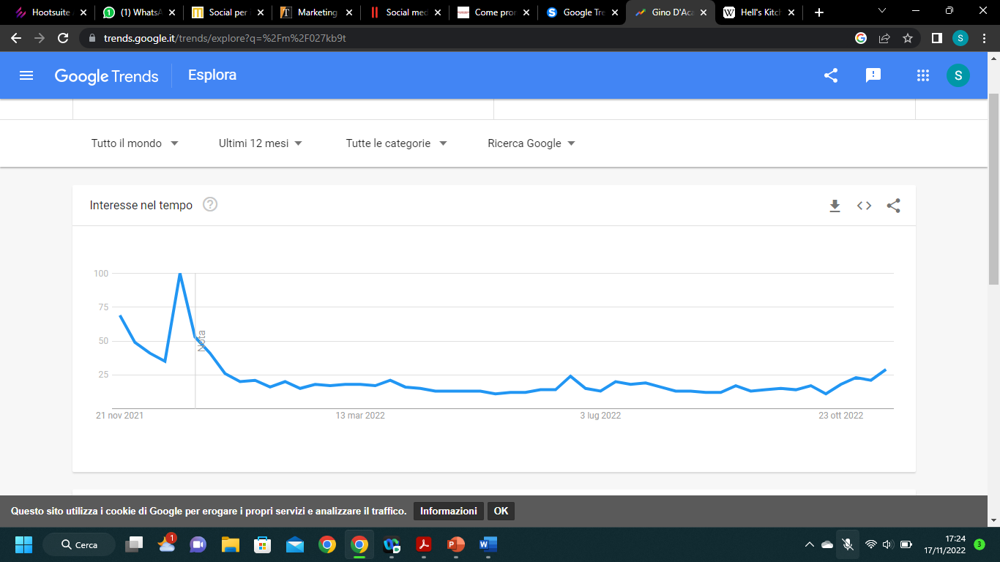 Hootsuite
(1) WhatsA
Social per
Marketing
Social med
Come pror
Google Tre
Gino D'Aca
Hell's Kitch
trends.google.it/trends/explore?q=%2Fm%2F027kb9t
S
Google Trends
Esplora
S
Tutto il mondo
Ultimi 12 mesi
Tutte le categorie
Ricerca Google
Interesse nel tempo
100
75
50
25
Nota
21 nov 2021
13 mar 2022
3 lug 2022
23 ott 2022
Questo sito utilizza i cookie di Google per erogare i propri servizi e analizzare il traffico.
Informazioni
OK
Cerca
1
17:24
17/11/2022
3